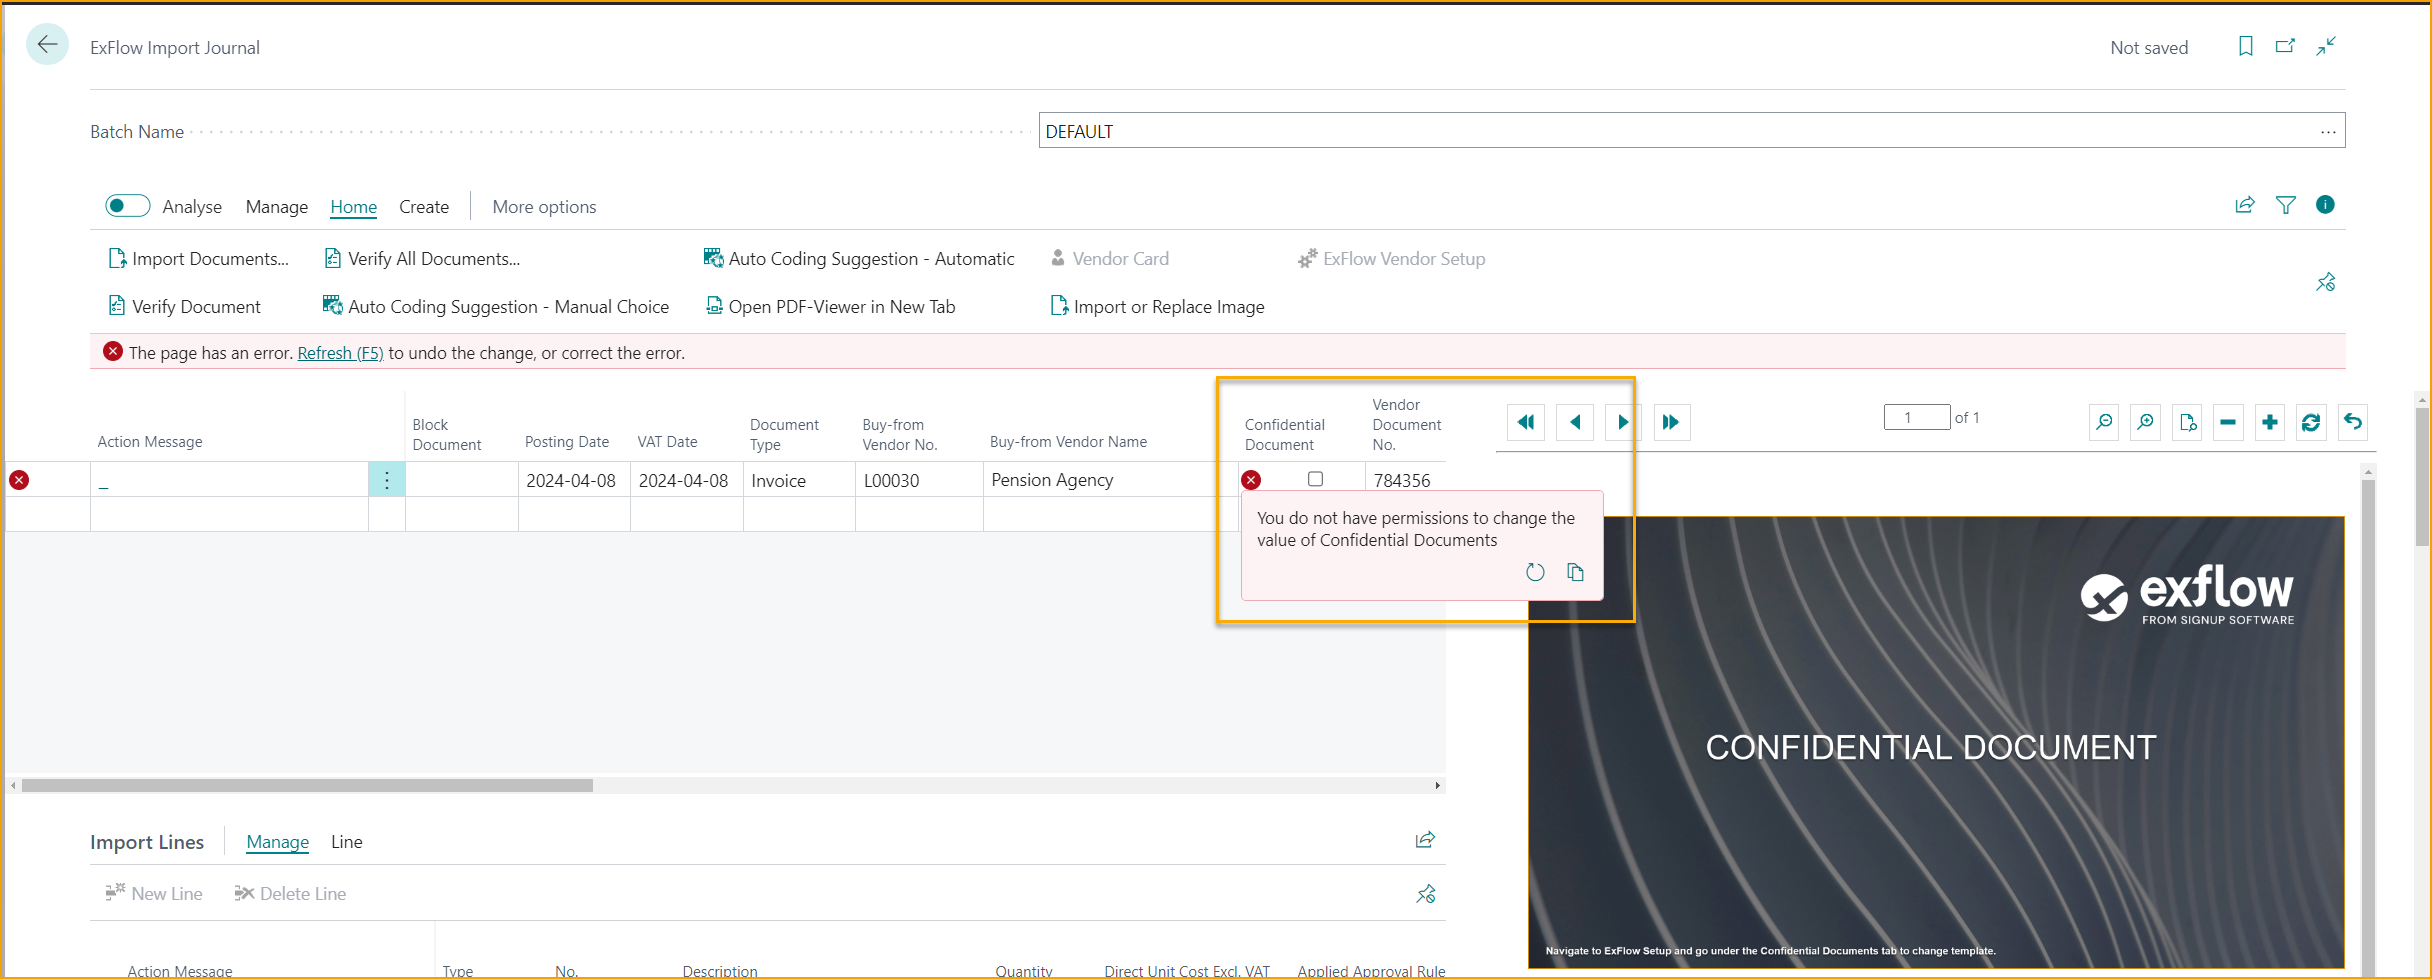 ExFlow Import Journal
Not saved
Batch Name
DEFAULT
...
Analyse Manage Home Create More options
Import Documents... Verify All Documents... Auto Coding Suggestion - Automatic Vendor Card ExFlow Vendor Setup
Verify Document Auto Coding Suggestion - Manual Choice Open PDF-Viewer in New Tab Import or Replace Image
The page has an error. Refresh (F5) to undo the change, or correct the error.
Action Message
Block
Document
Posting Date
VAT Date
Document
Type
Buy-from
Vendor No.
Buy-from Vendor Name
Confidential
Document
Vendor
Document
No.
1 of 1
_ 2024-04-08 2024-04-08 Invoice L00030 Pension Agency 784356
You do not have permissions to change the
value of Confidential Documents
exflow
FROM SIGNUP SOFTWARE
CONFIDENTIAL DOCUMENT
Navigate to ExFlow Setup and go under the Confidential Documents tab to change template.
Import Lines Manage Line
New Line Delete Line
Action Message Type No. Description Quantity Direct Unit Cost Excl. VAT Applied Approval Rule